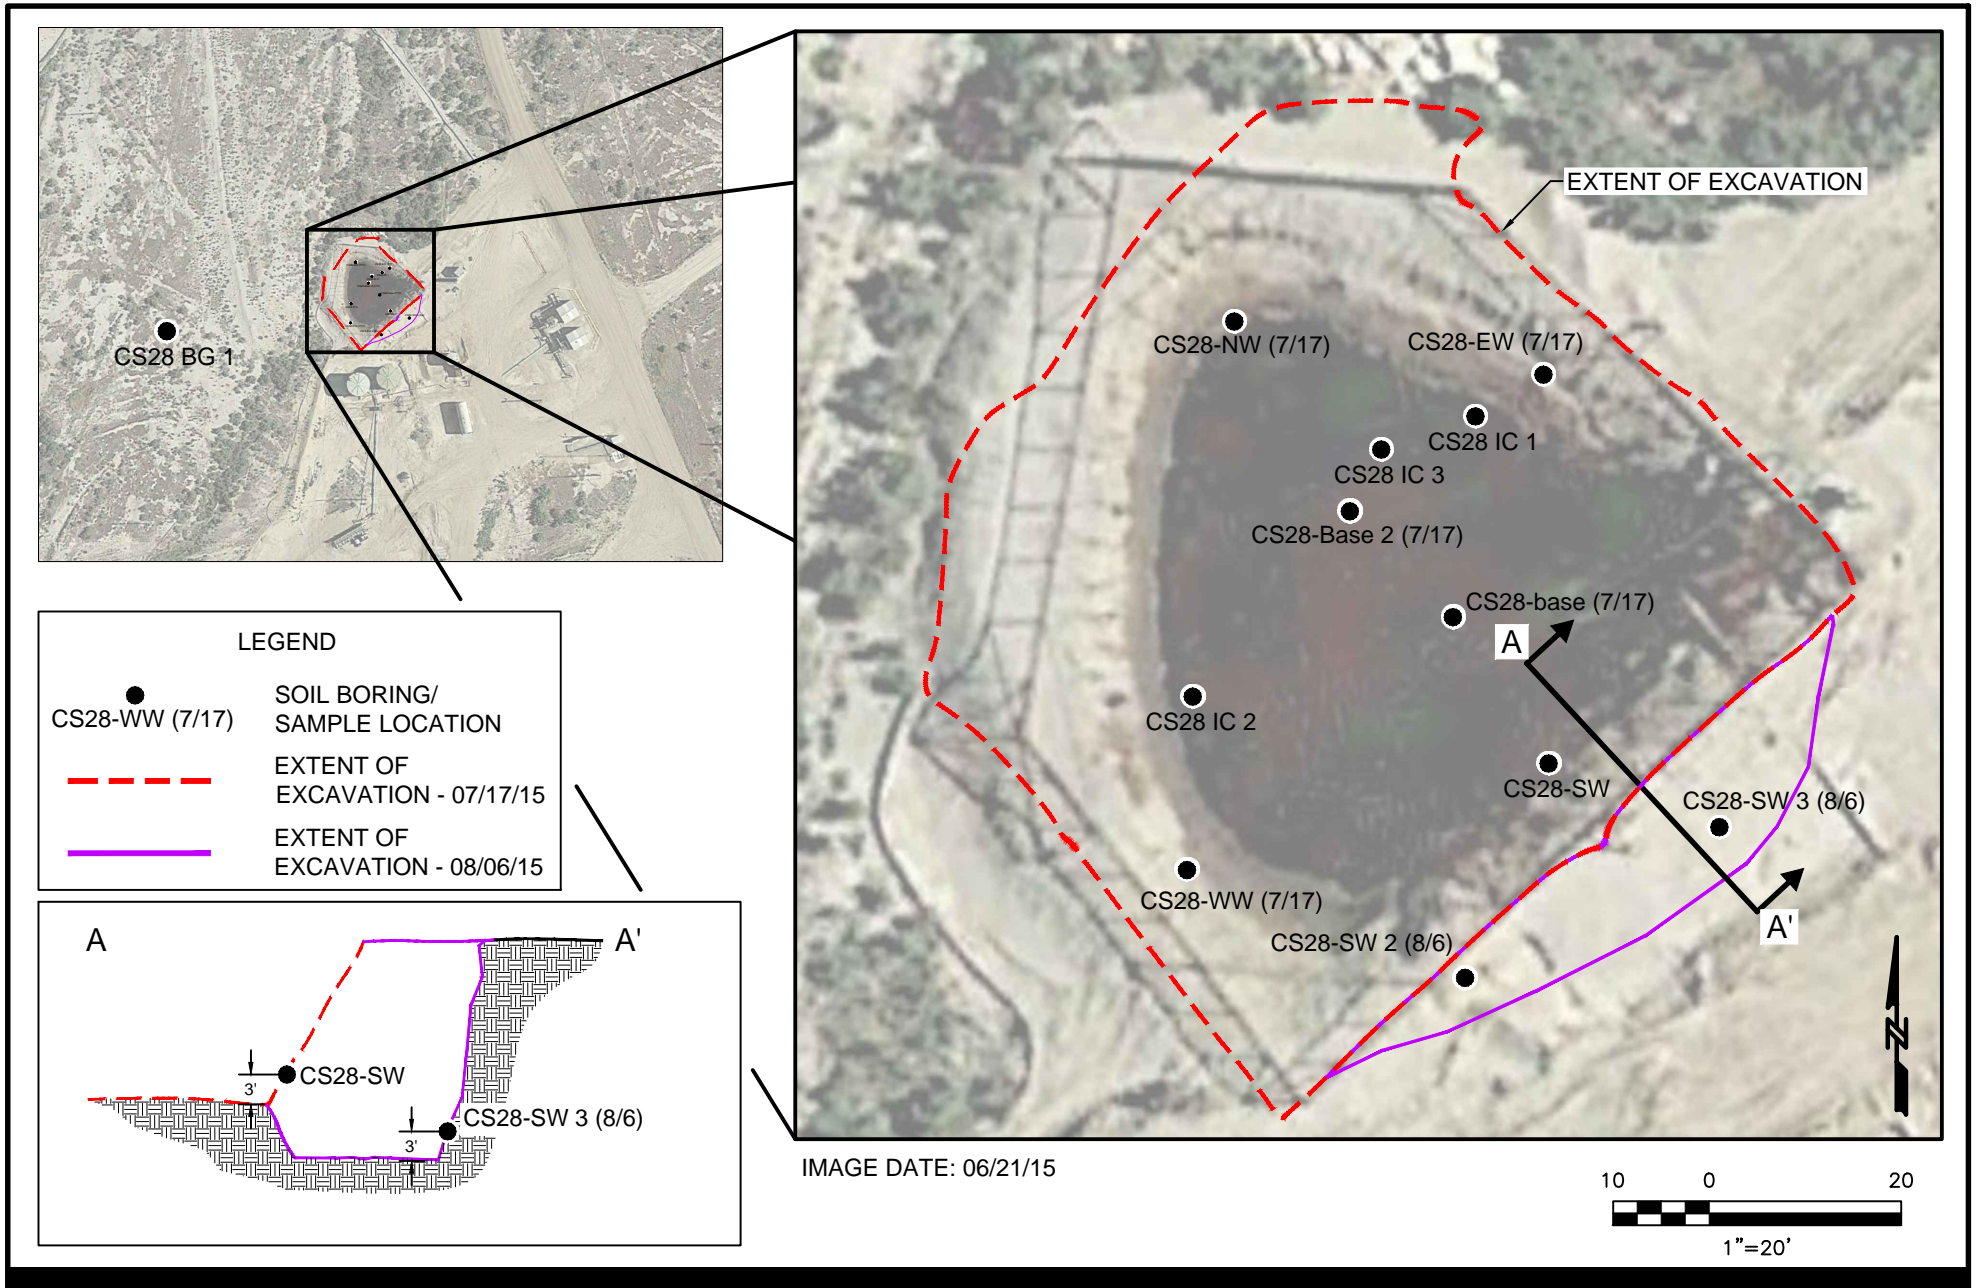 CS28 BG 1
EXTENT OF EXCAVATION
CS28-NW (7/17)
CS28-EW (7/17)
CS28 IC 1
CS28 IC 3
CS28-Base 2 (7/17)
CS28-base (7/17)
A
CS28 IC 2
CS28-SW
CS28-SW 3 (8/6)
CS28-WW (7/17)
A'
CS28-SW 2 (8/6)
N
LEGEND
CS28-WW (7/17)
SOIL BORING/
SAMPLE LOCATION
EXTENT OF
EXCAVATION - 07/17/15
EXTENT OF
EXCAVATION - 08/06/15
A
A'
CS28-SW
3'
CS28-SW 3 (8/6)
3'
IMAGE DATE: 06/21/15
10 0 20
1"=20'